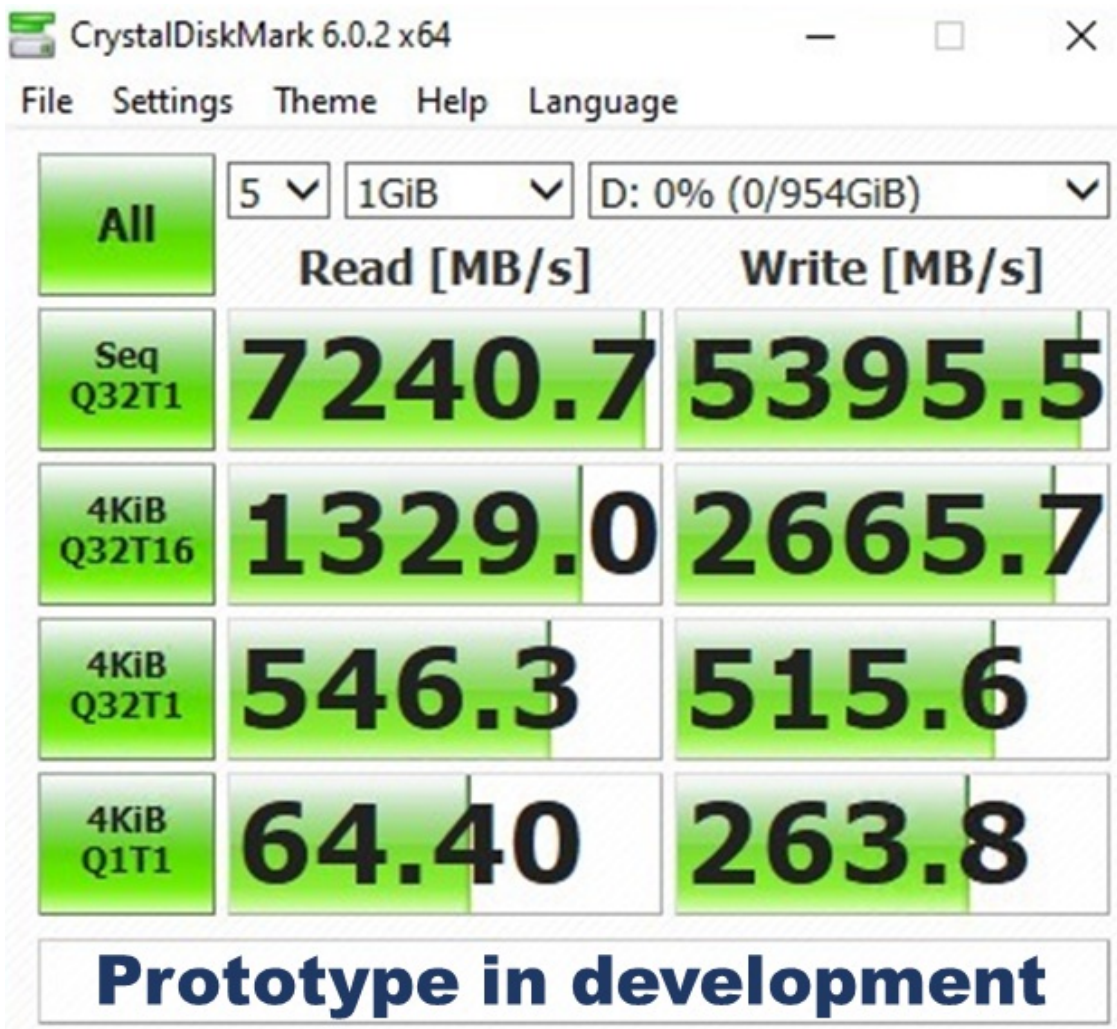 CrystalDiskMark 6.0.2 x64
File Settings Theme Help Language
All 5 1GiB D: 0% (0/954GiB)
Read [MB/s] Write [MB/s]
Seq
Q32T1 7240.7 5395.5
4KiB
Q32T16 1329.0 2665.7
4KiB
Q32T1 546.3 515.6
4KiB
Q1T1 64.40 263.8
Prototype in development